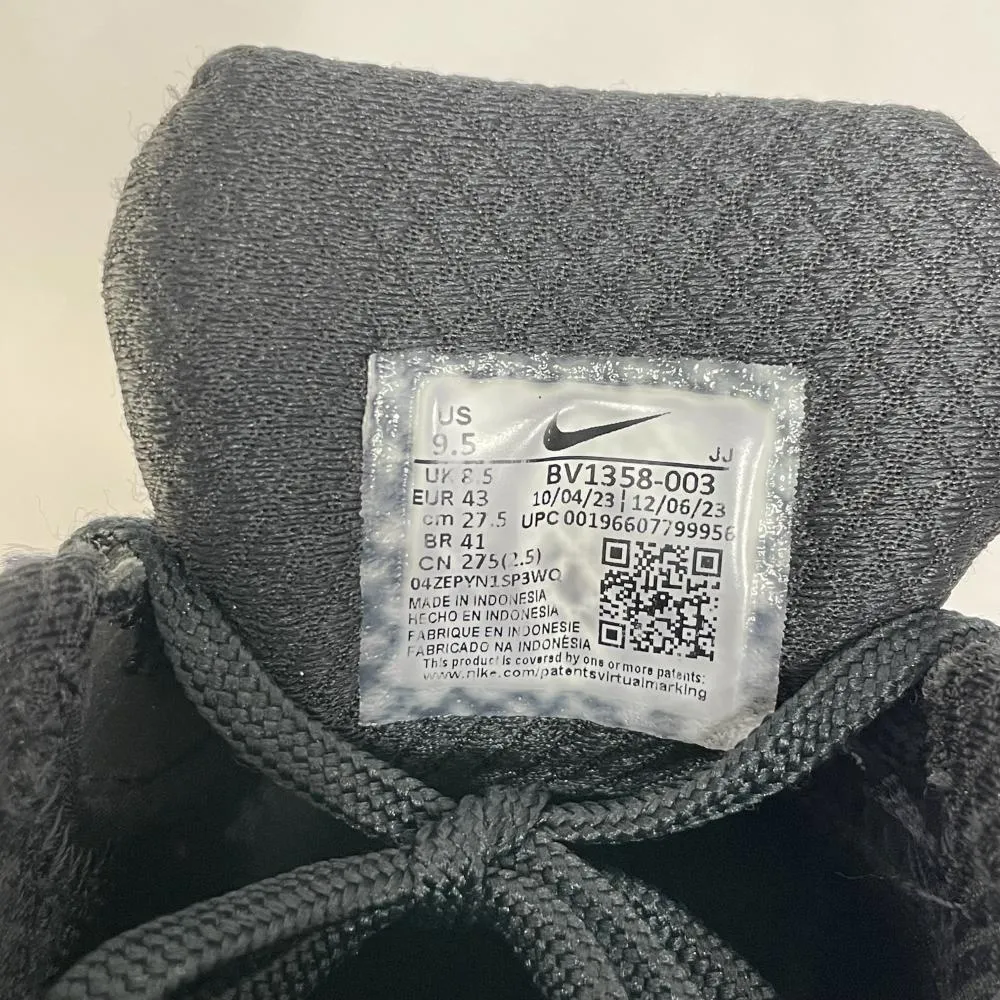 US
9.5
JJ
UK 8.5
BV1358-003
EUR 43
10/04/23 | 12/06/23
cm 27.5
UPC 00196607799956
BR 41
CN 275(2.5)
04ZEPYN1SP3WO
MADE IN INDONESIA
HECHO EN INDONESIA
FABRIQUE EN INDONESIE
FABRICADO NA INDONÉSIA
This product is covered by one or more patents:
www.nike.com/patentsvirtualmarking